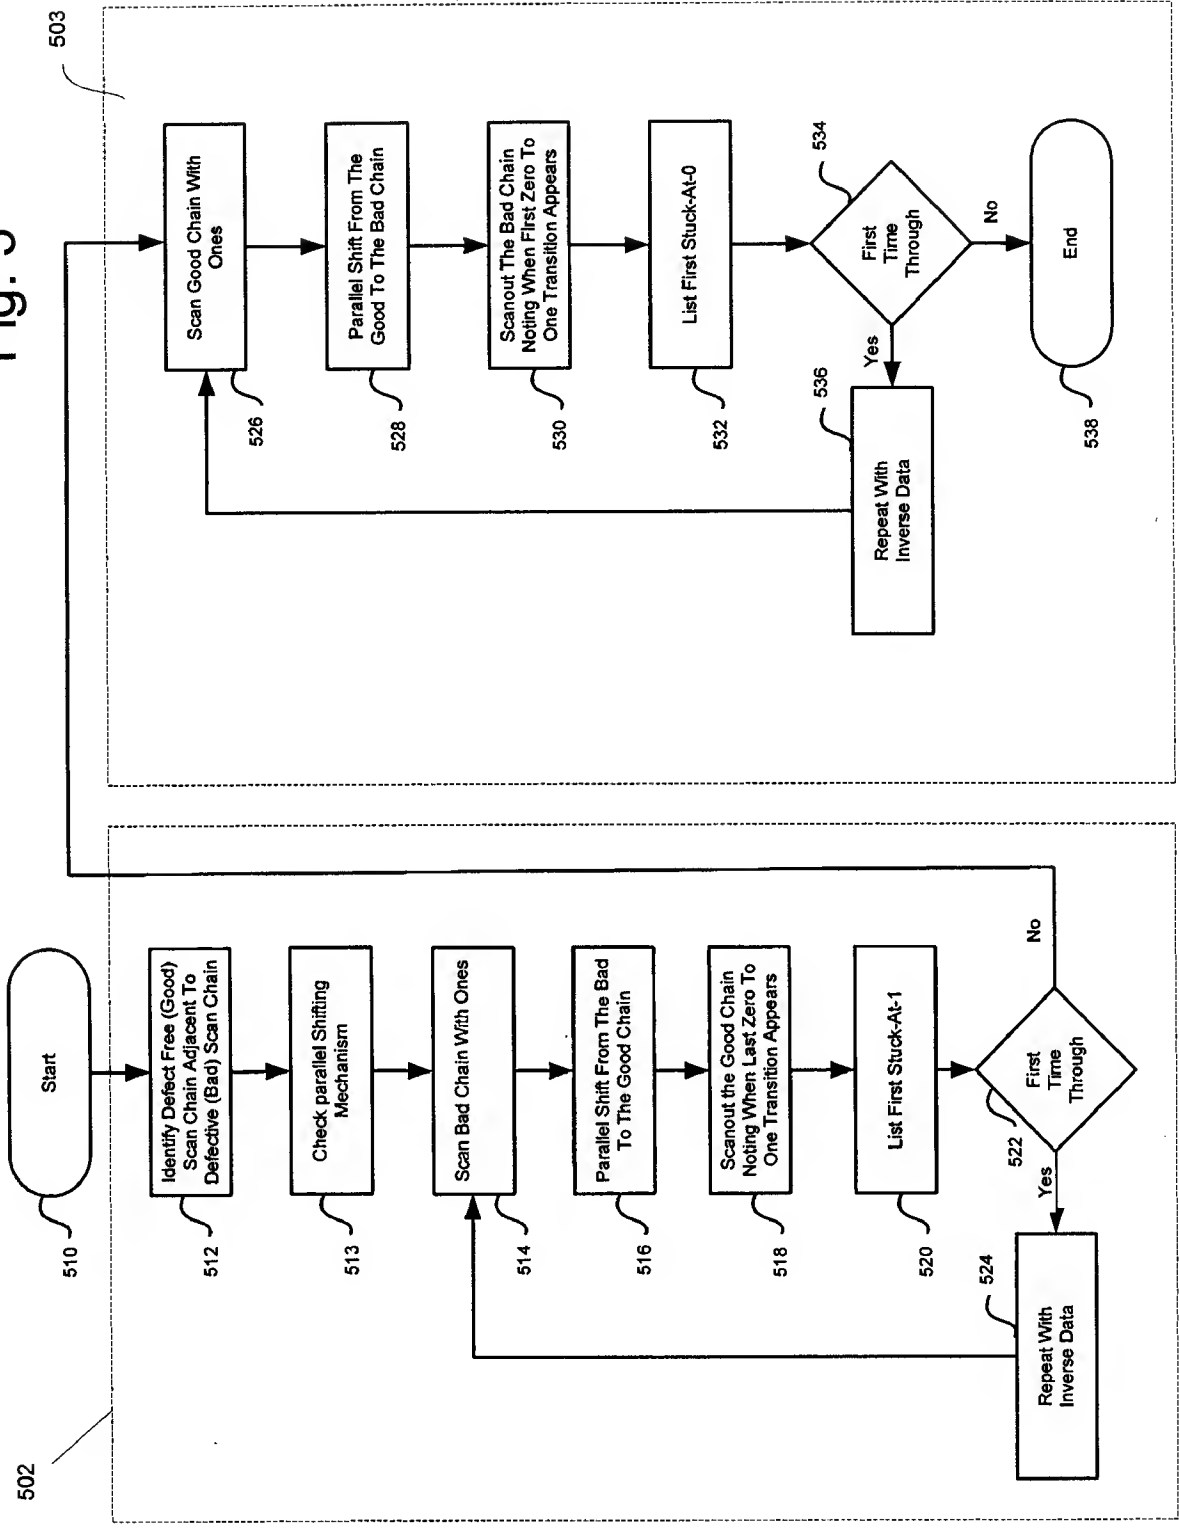 503
Scan Good Chain With
Ones
526
Parallel Shift From The
Good To The Bad Chain
528
Scanout The Bad Chain
Noting When First Zero To
One Transition Appears
530
List First Stuck-At-0
532
534
First
Time
Through
Yes
No
536
Repeat With
Inverse Data
End
538
502
Start
510
Identify Defect Free (Good)
Scan Chain Adjacent To
Defective (Bad) Scan Chain
512
Check parallel Shifting
Mechanism
513
Scan Bad Chain With Ones
514
Parallel Shift From The Bad
To The Good Chain
516
Scanout the Good Chain
Noting When Last Zero To
One Transition Appears
518
List First Stuck-At-1
520
First
Time
Through
522
No
Yes
524
Repeat With
Inverse Data